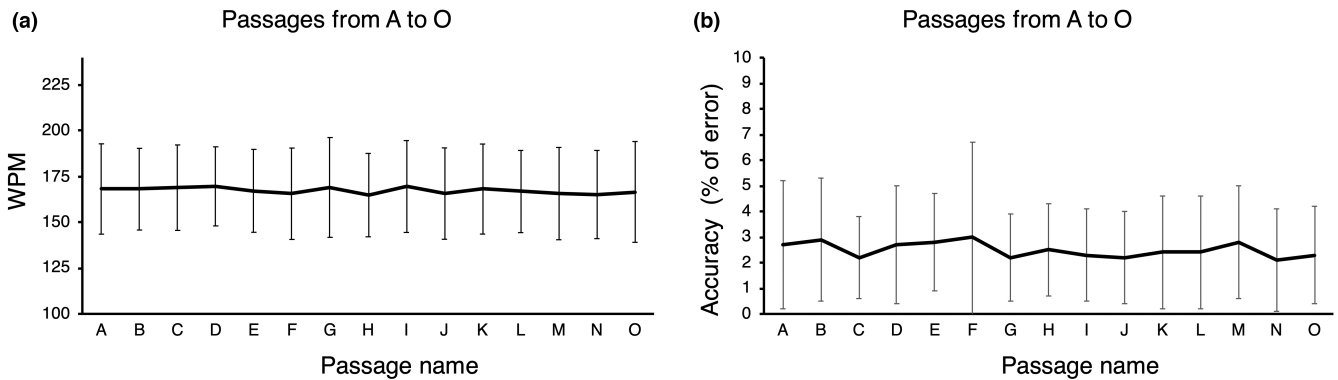 (a)
Passages from A to O
WPM
225
200
175
150
125
100
A B C D E F G H I J K L M N O
Passage name
(b)
Passages from A to O
Accuracy (% of error)
10
9
8
7
6
5
4
3
2
1
0
A B C D E F G H I J K L M N O
Passage name